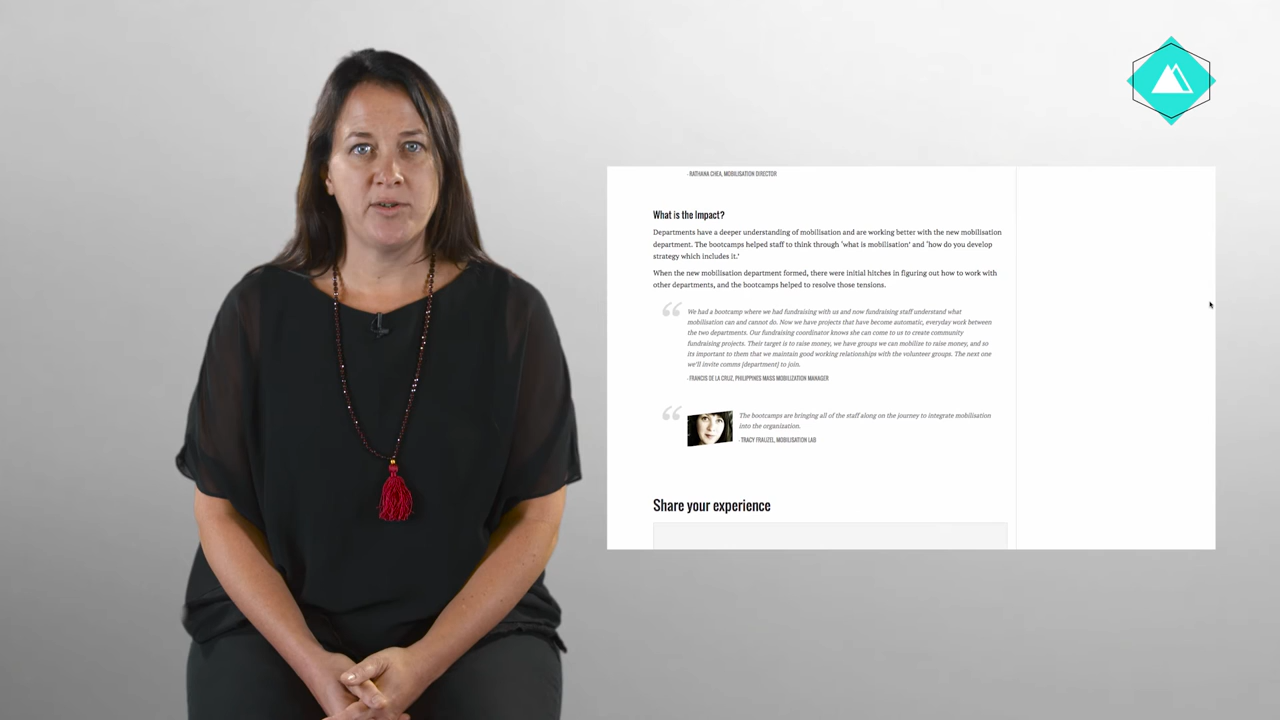 - RATHANA CHEA, MOBILISATION DIRECTOR
What is the Impact?
Departments have a deeper understanding of mobilisation and are working better with the new mobilisation
department. The bootcamps helped staff to think through 'what is mobilisation' and 'how do you develop
strategy which includes it.'
When the new mobilisation department formed, there were initial hitches in figuring out how to work with
other departments, and the bootcamps helped to resolve those tensions.
We had a bootcamp where we had fundraising with us and now fundraising staff understand what
mobilisation can and cannot do. Now we have projects that have become automatic, everyday work between
the two departments. Our fundraising coordinator knows she can come to us to create community
fundraising projects. Their target is to raise money, we have groups we can mobilize to raise money, and so
its important to them that we maintain good working relationships with the volunteer groups. The next one
we'll invite comms [department] to join.
- FRANCIS DE LA CRUZ, PHILIPPINES MASS MOBILIZATION MANAGER
The bootcamps are bringing all of the staff along on the journey to integrate mobilisation
into the organization.
- TRACY FRAUZEL, MOBILISATION LAB
Share your experience